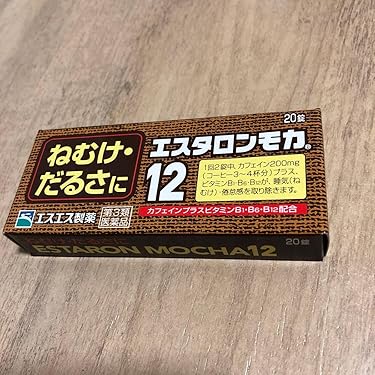 ねむけ・
だるさに
エスエス製薬
第3類
医薬品
20錠
エスタロンモカ®
12
1回2錠中、カフェイン200mg
(コーヒー3〜4杯分)プラス、
ビタミンB1・B6・B12が、睡気(ね
むけ)・倦怠感を取り除きます。
カフェインプラスビタミンB1・B6・B12配合
ESTARON MOCHA12
20錠